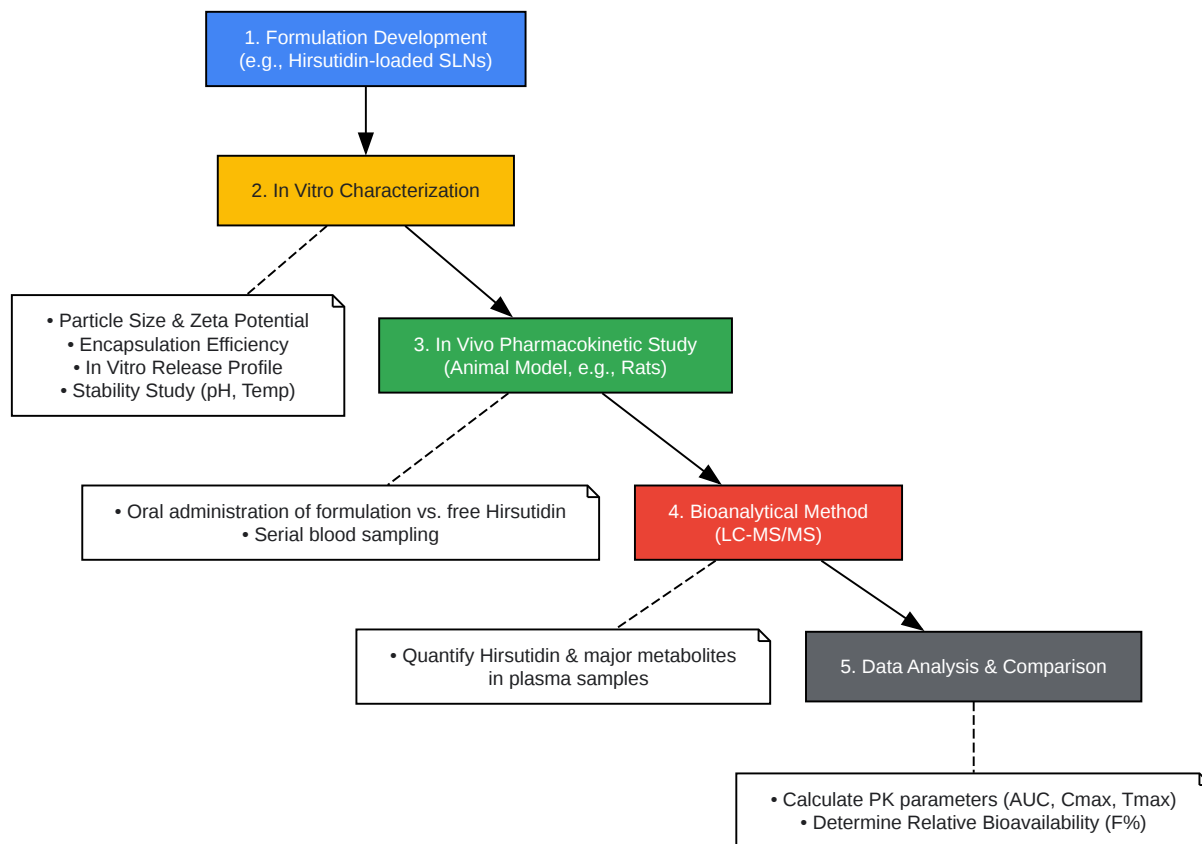 1. Formulation Development
(e.g., Hirsutidin-loaded SLNs)
2. In Vitro Characterization
• Particle Size & Zeta Potential
• Encapsulation Efficiency
• In Vitro Release Profile
• Stability Study (pH, Temp)
3. In Vivo Pharmacokinetic Study
(Animal Model, e.g., Rats)
• Oral administration of formulation vs. free Hirsutidin
• Serial blood sampling
4. Bioanalytical Method
(LC-MS/MS)
• Quantify Hirsutidin & major metabolites
in plasma samples
5. Data Analysis & Comparison
• Calculate PK parameters (AUC, Cmax, Tmax)
• Determine Relative Bioavailability (F%)